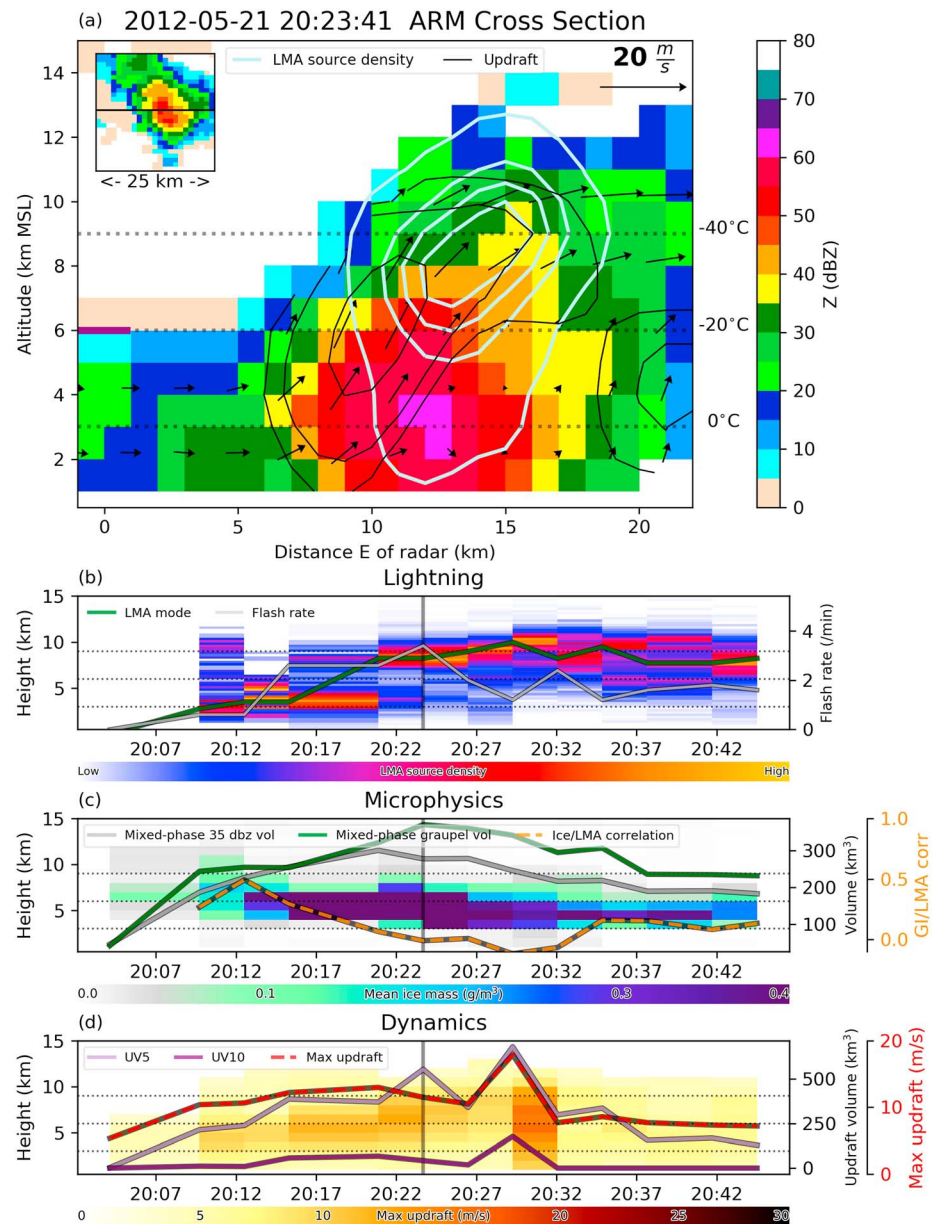 (a) 2012-05-21 20:23:41 ARM Cross Section
LMA source density
Updraft
20 m/s
<- 25 km ->
14
12
10
8
6
4
2
Altitude (km MSL)
-40°C
-20°C
0°C
0
5
10
15
20
Distance E of radar (km)
80
70
60
50
40
30
20
10
0
Z (dBZ)
(b) Lightning
LMA mode
Flash rate
15
10
5
Height (km)
4
2
0
Flash rate (/min)
20:07 20:12 20:17 20:22 20:27 20:32 20:37 20:42
Low LMA source density High
(c) Microphysics
Mixed-phase 35 dbz vol
Mixed-phase graupel vol
Ice/LMA correlation
15
10
5
Height (km)
300
200
100
Volume (km³)
1.0
0.5
0.0
GI/LMA corr
20:07 20:12 20:17 20:22 20:27 20:32 20:37 20:42
0.0 0.1 Mean ice mass (g/m³) 0.3 0.4
(d) Dynamics
UV5
UV10
Max updraft
15
10
5
Height (km)
500
250
0
Updraft volume (km³)
20
10
0
Max updraft (m/s)
20:07 20:12 20:17 20:22 20:27 20:32 20:37 20:42
0 5 10 Max updraft (m/s) 20 25 30